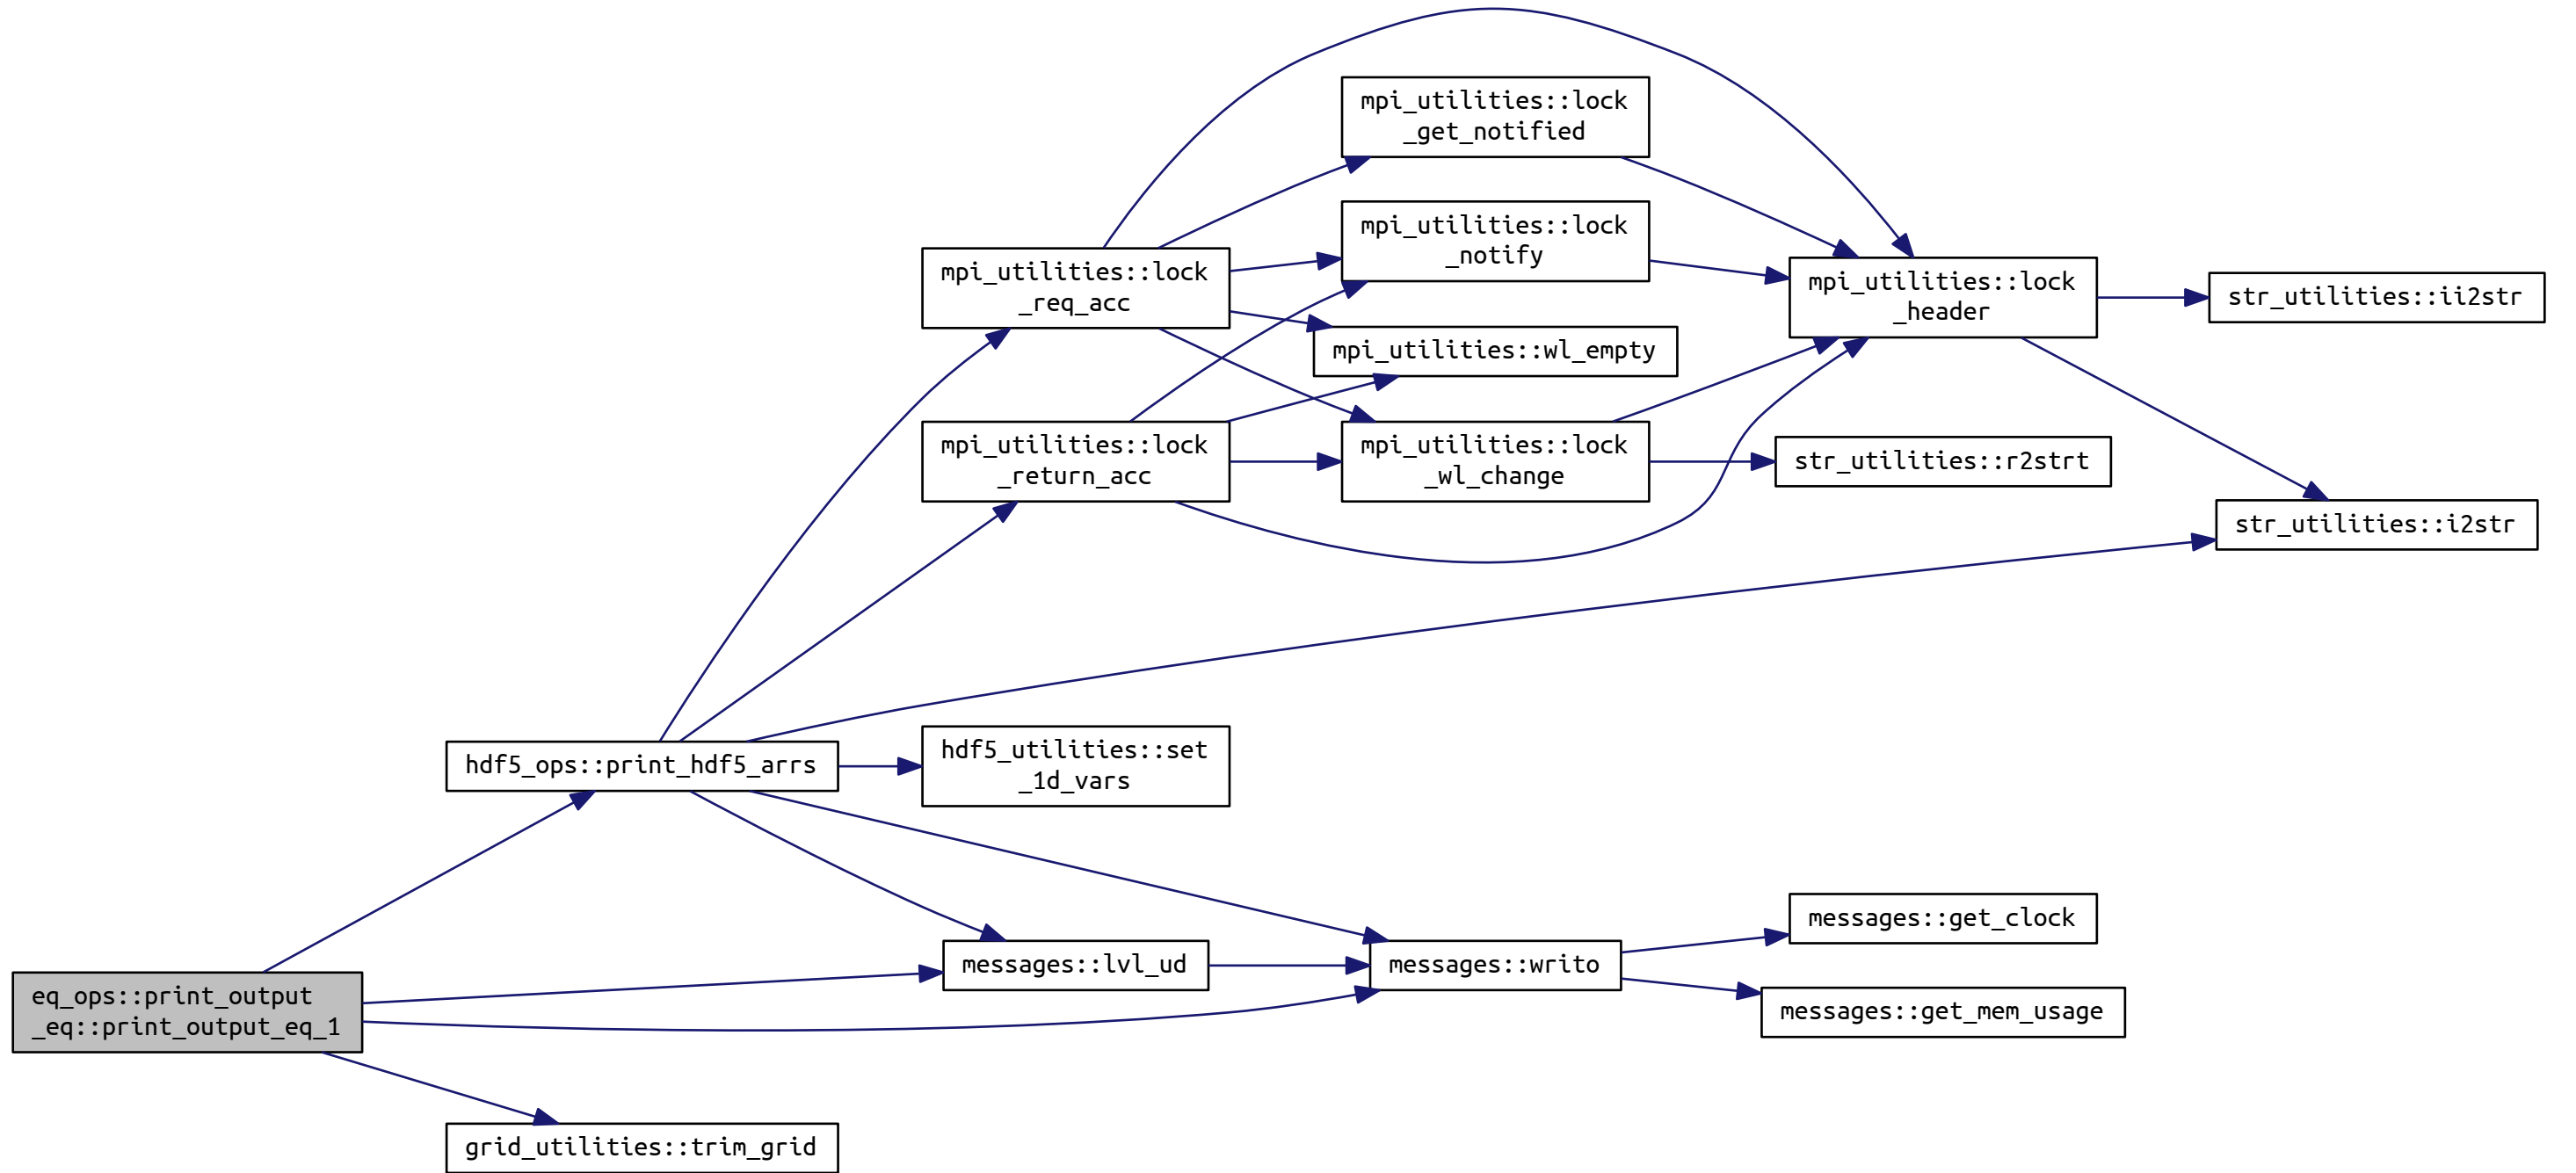 mpi_utilities::lock
_get_notified
mpi_utilities::lock
_notify
mpi_utilities::lock
_req_acc
mpi_utilities::lock
_header
str_utilities::ii2str
mpi_utilities::wl_empty
mpi_utilities::lock
_return_acc
mpi_utilities::lock
_wl_change
str_utilities::r2strt
str_utilities::i2str
hdf5_ops::print_hdf5_arrs
hdf5_utilities::set
_1d_vars
messages::get_clock
messages::lvl_ud
messages::writo
eq_ops::print_output
_eq::print_output_eq_1
messages::get_mem_usage
grid_utilities::trim_grid